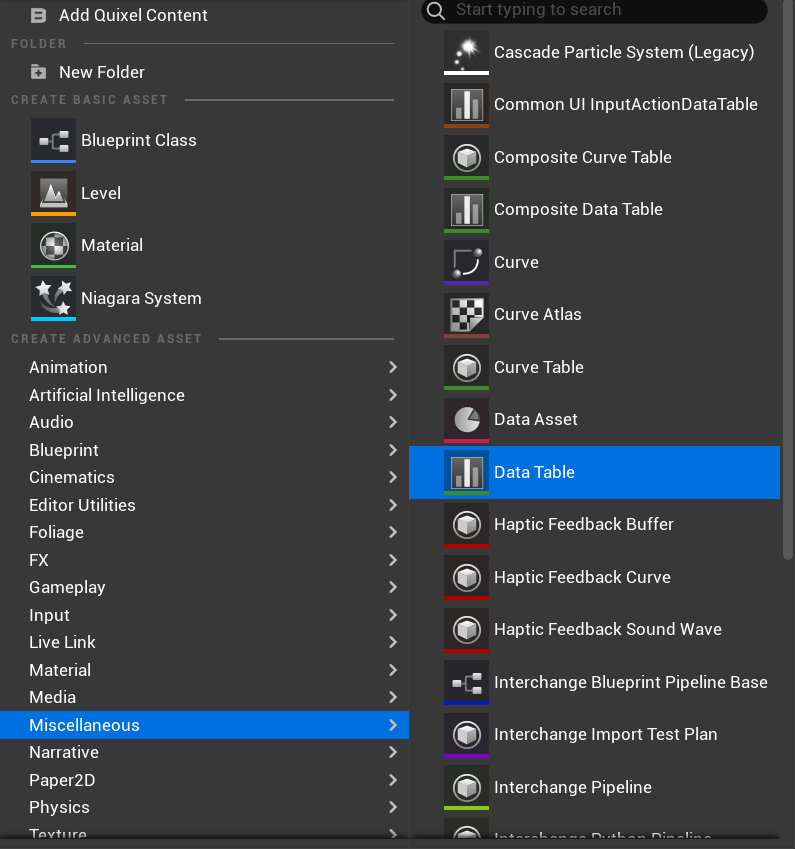 Add Quixel Content
FOLDER
New Folder
CREATE BASIC ASSET
Blueprint Class
Level
Material
Niagara System
CREATE ADVANCED ASSET
Animation
Artificial Intelligence
Audio
Blueprint
Cinematics
Editor Utilities
Foliage
FX
Gameplay
Input
Live Link
Material
Media
Miscellaneous
Narrative
Paper2D
Physics
Texture
Start typing to search
Cascade Particle System (Legacy)
Common UI InputActionDataTable
Composite Curve Table
Composite Data Table
Curve
Curve Atlas
Curve Table
Data Asset
Data Table
Haptic Feedback Buffer
Haptic Feedback Curve
Haptic Feedback Sound Wave
Interchange Blueprint Pipeline Base
Interchange Import Test Plan
Interchange Pipeline
Interchange Python Pipeline